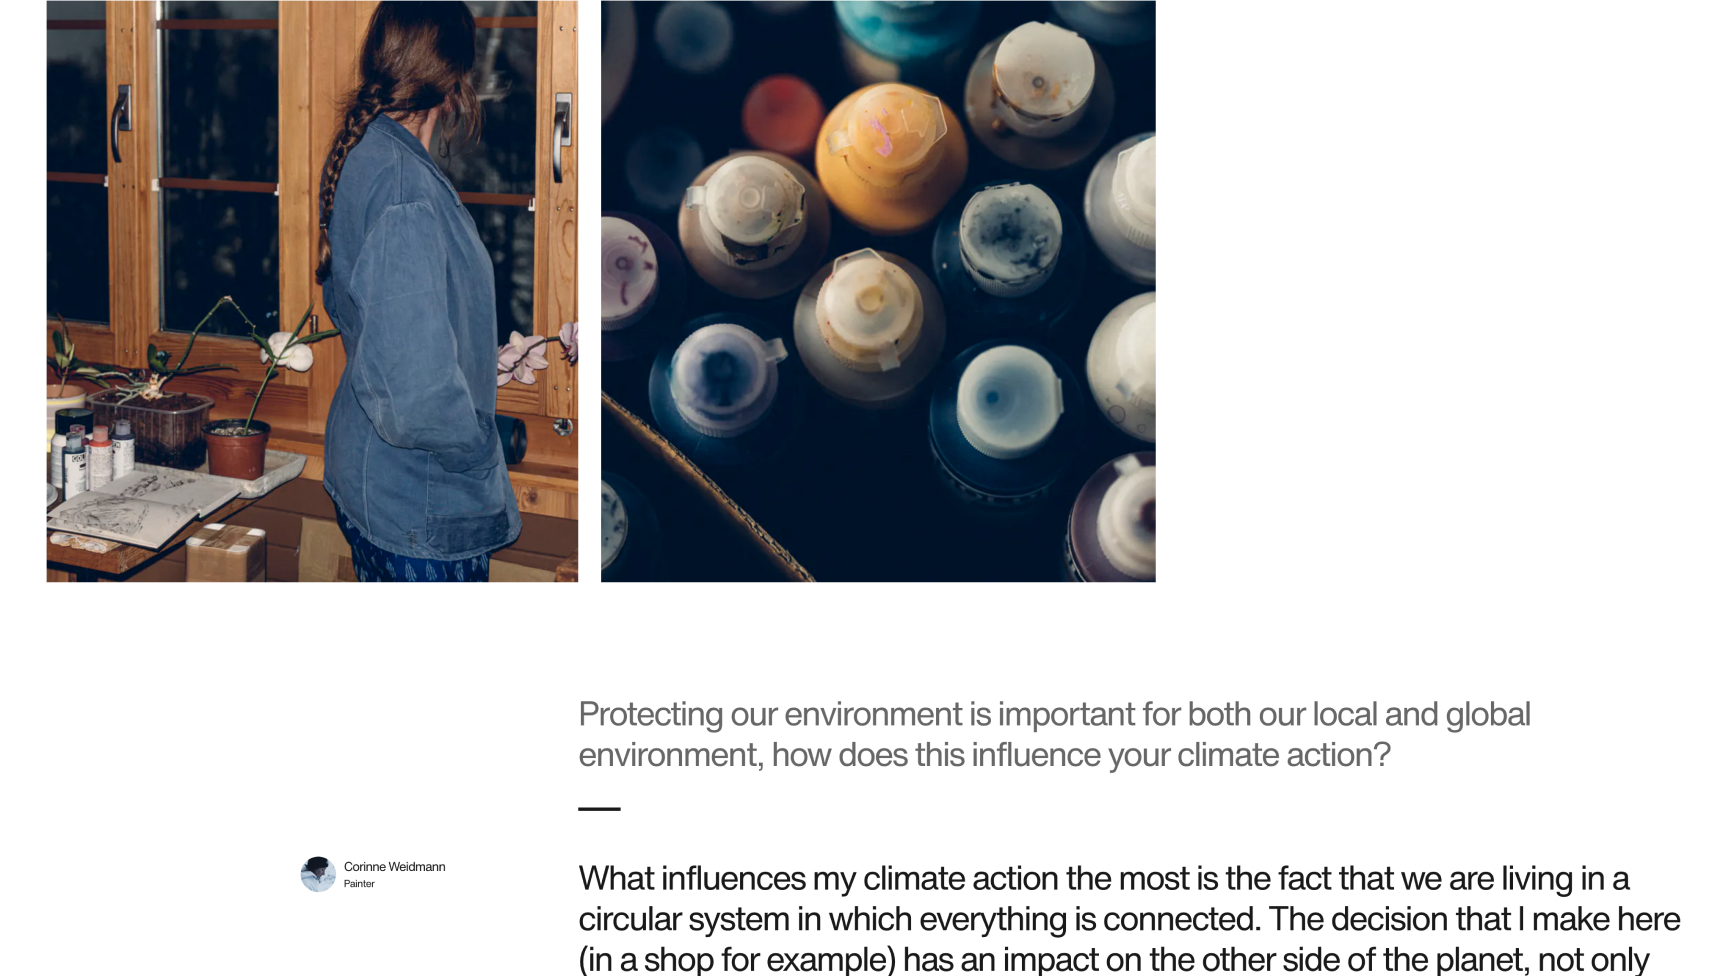 Protecting our environment is important for both our local and global
environment, how does this influence your climate action?
Corinne Weidmann
Painter
What influences my climate action the most is the fact that we are living in a
circular system in which everything is connected. The decision that I make here
(in a shop for example) has an impact on the other side of the planet, not only